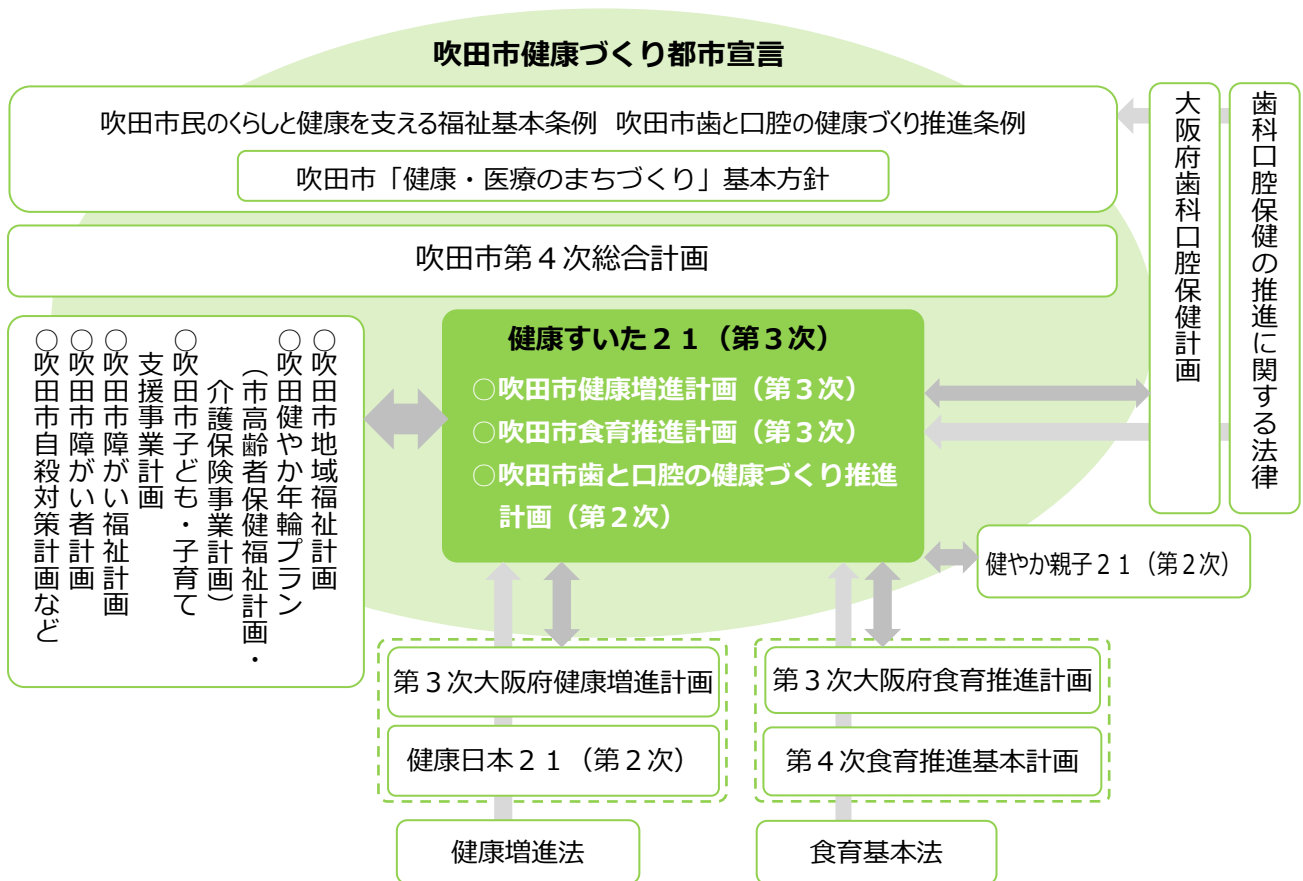 吹田市健康づくり都市宣言
吹田市民のくらしと健康を支える福祉基本条例 吹田市歯と口腔の健康づくり推進条例
吹田市「健康・医療のまちづくり」基本方針
吹田市第４次総合計画
歯科口腔保健の推進に関する法律
大阪府歯科口腔保健計画
○吹田市地域福祉計画
○吹田健やか年輪プラン
（市高齢者保健福祉計画・
介護保険事業計画）
○吹田市子ども・子育て
支援事業計画
○吹田市障がい福祉計画
○吹田市障がい者計画
○吹田市自殺対策計画など
健康すいた２１（第３次）
○吹田市健康増進計画（第３次）
○吹田市食育推進計画（第３次）
○吹田市歯と口腔の健康づくり推進
計画（第２次）
健やか親子２１（第２次）
第３次大阪府健康増進計画
健康日本２１（第２次）
健康増進法
第３次大阪府食育推進計画
第４次食育推進基本計画
食育基本法